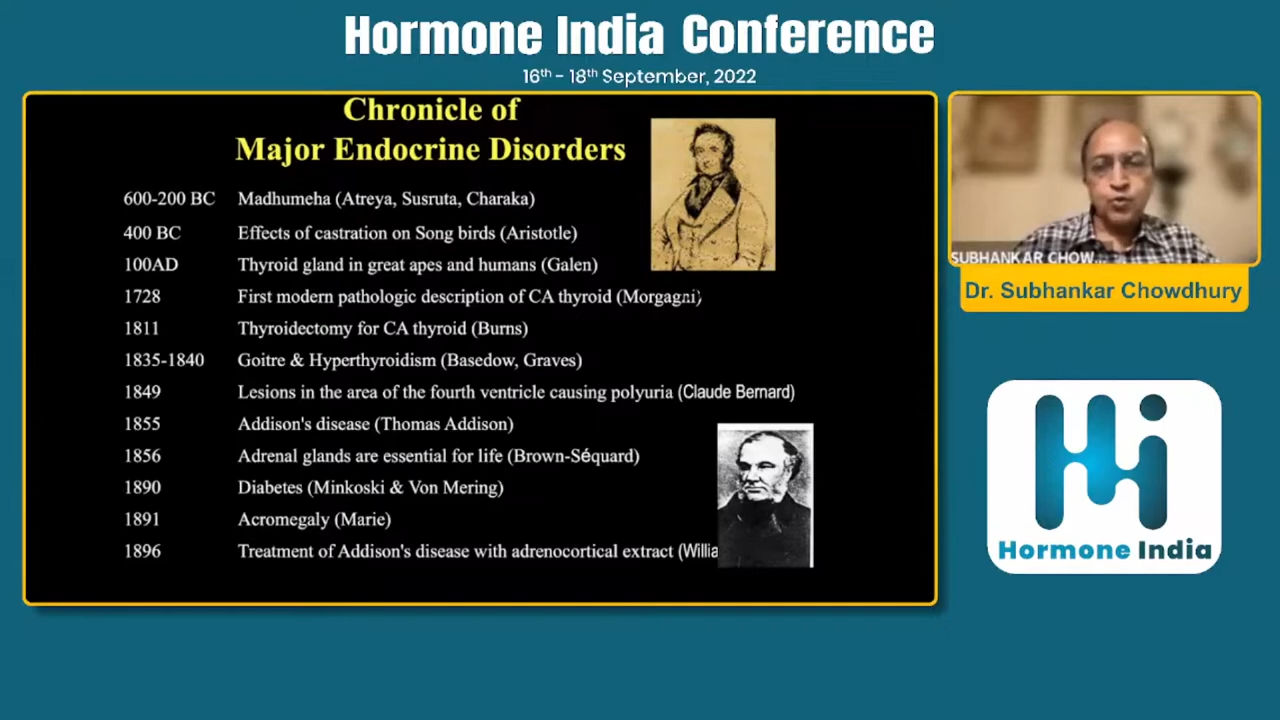 Hormone India Conference
16th - 18th September, 2022
Chronicle of
Major Endocrine Disorders
600-200 BC Madhumeha (Atreya, Susruta, Charaka)
400 BC Effects of castration on Song birds (Aristotle)
100AD Thyroid gland in great apes and humans (Galen)
1728 First modern pathologic description of CA thyroid (Morgagni)
1811 Thyroidectomy for CA thyroid (Burns)
1835-1840 Goitre & Hyperthyroidism (Basedow, Graves)
1849 Lesions in the area of the fourth ventricle causing polyuria (Claude Bernard)
1855 Addison's disease (Thomas Addison)
1856 Adrenal glands are essential for life (Brown-Séquard)
1890 Diabetes (Minkoski & Von Mering)
1891 Acromegaly (Marie)
1896 Treatment of Addison's disease with adrenocortical extract (Willia
SUBHANKAR CHOW...
Dr. Subhankar Chowdhury
Hormone India